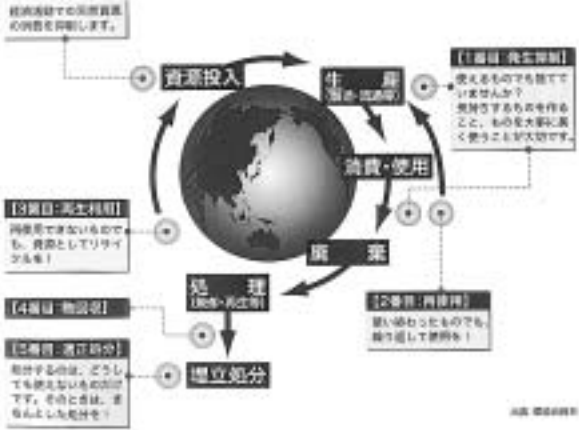 経済活動での天然資源
の消費を抑制します。
資源投入
生　産
(製造・流通等)
【1番目：発生抑制】
使えるものでも捨てて
いませんか？
長持ちするものを作る
こと、ものを大事に長
く使うことが大切です。
消費・使用
【3番目：再生利用】
再使用できないもので
も、資源としてリサイ
クルを！
廃　棄
処　理
(焼却・再生等)
【2番目：再使用】
使い終わったものでも、
繰り返して使用を！
【4番目：熱回収】
【5番目：適正処分】
処分するのは、どうし
ても使えないものだけ
です。そのときは、き
ちんとした処分を！
埋立処分